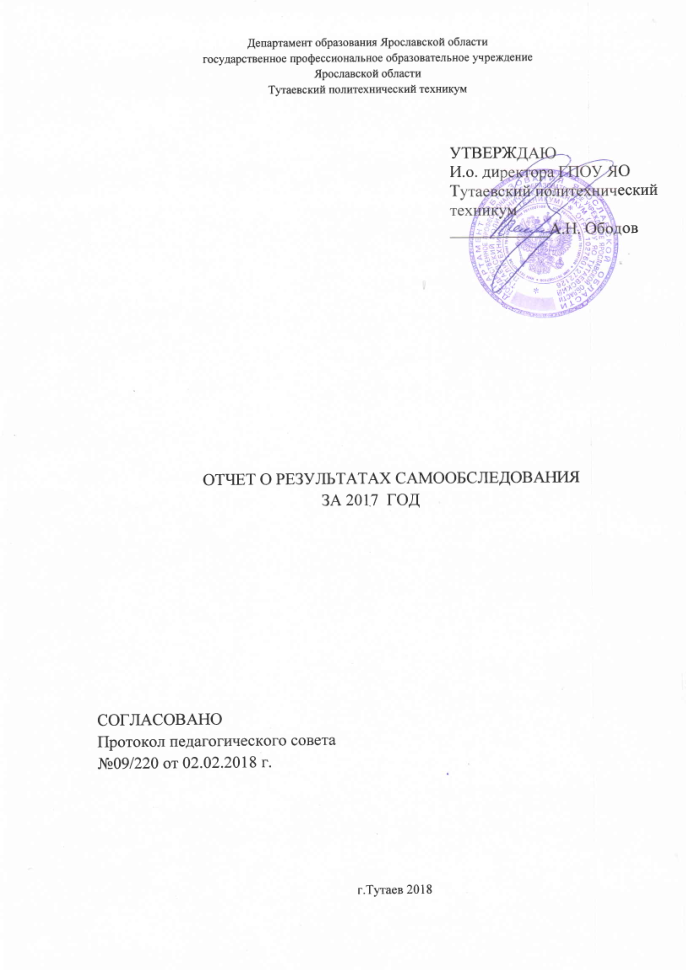 Департамент образования Ярославской области
государственное профессиональное образовательное учреждение
Ярославской области
Тутаевский политехнический техникум
УТВЕРЖДАЮ
И.о. директора ГПОУ ЯО
Тутаевский политехнический
техникум
А.Н. Ободов
ОТЧЕТ О РЕЗУЛЬТАТАХ САМООБСЛЕДОВАНИЯ
ЗА 2017 ГОД
СОГЛАСОВАНО
Протокол педагогического совета
№09/220 от 02.02.2018 г.
г.Тутаев 2018